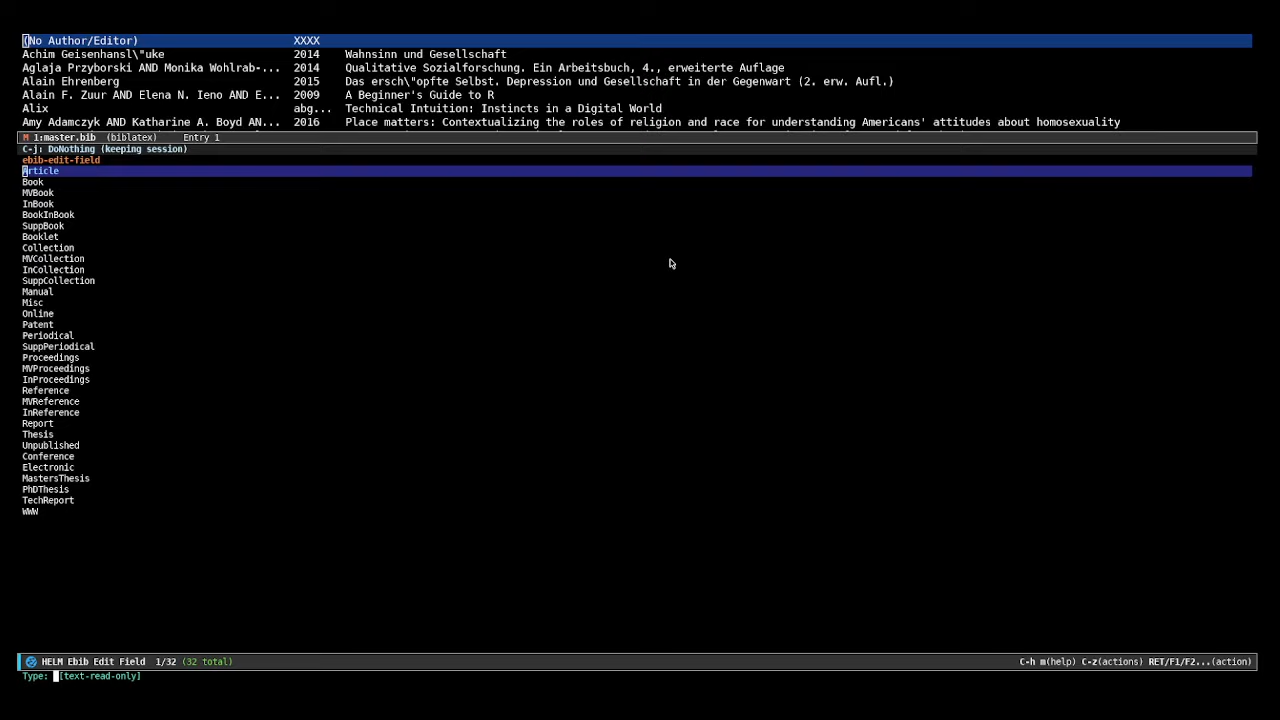 (No Author/Editor) XXXX
Achim Geisenhansl\"uke 2014 Wahnsinn und Gesellschaft
Aglaja Przyborski AND Monika Wohlrab-... 2014 Qualitative Sozialforschung. Ein Arbeitsbuch, 4., erweiterte Auflage
Alain Ehrenberg 2015 Das ersch\"opfte Selbst. Depression und Gesellschaft in der Gegenwart (2. erw. Aufl.)
Alain F. Zuur AND Elena N. Ieno AND E... 2009 A Beginner's Guide to R
Alix abg... Technical Intuition: Instincts in a Digital World
Amy Adamczyk AND Katharine A. Boyd AN... 2016 Place matters: Contextualizing the roles of religion and race for understanding Americans' attitudes about homosexuality
M 1:master.bib (biblatex) Entry 1
C-j: DoNothing (keeping session)
ebib-edit-field
Article
Book
MVBook
InBook
BookInBook
SuppBook
Booklet
Collection
MVCollection
InCollection
SuppCollection
Manual
Misc
Online
Patent
Periodical
SuppPeriodical
Proceedings
MVProceedings
InProceedings
Reference
MVReference
InReference
Report
Thesis
Unpublished
Conference
Electronic
MastersThesis
PhDThesis
TechReport
WWW
HELM Ebib Edit Field 1/32 (32 total) C-h m(help) C-z(actions) RET/F1/F2...(action)
Type: [text-read-only]